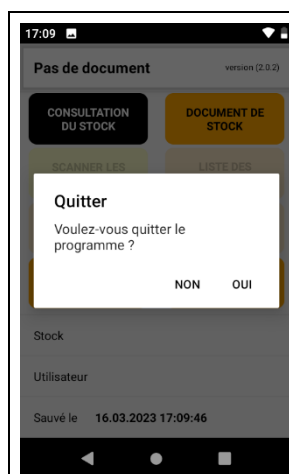 17:09
Pas de document version (2.0.2)
CONSULTATION
DU STOCK
DOCUMENT DE
STOCK
SCANNER LES
LISTE DES
Quitter
Voulez-vous quitter le
programme ?
NON OUI
Stock
Utilisateur
Sauvé le 16.03.2023 17:09:46